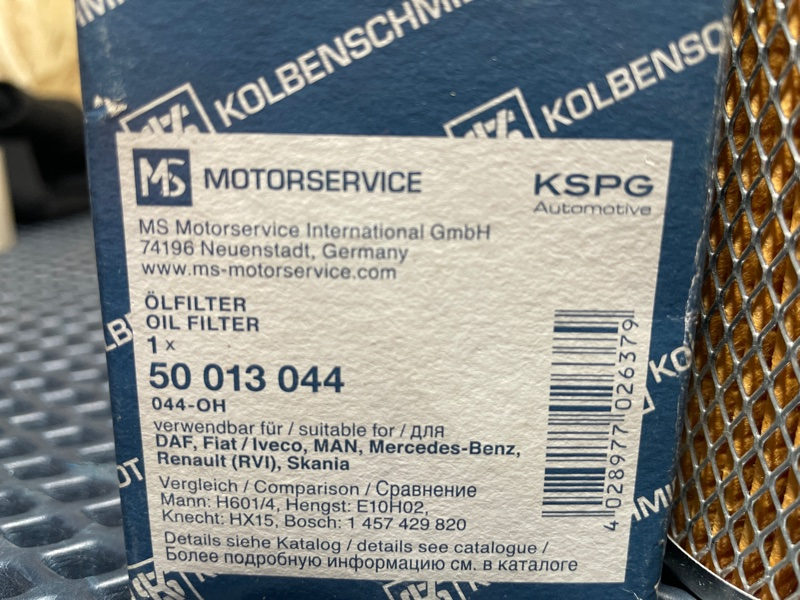 KOLBENSCHMI
KOLBENSC
MS MOTORSERVICE
KSPG
Automotive
MS Motorservice International GmbH
74196 Neuenstadt, Germany
www.ms-motorservice.com
ÖLFILTER
OIL FILTER
1 x
50 013 044
044-OH
verwendbar für / suitable for / ДЛЯ
DAF, Fiat / Iveco, MAN, Mercedes-Benz,
Renault (RVI), Skania
Vergleich / Comparison / Сравнение
Mann: H601/4, Hengst: E10H02,
Knecht: HX15, Bosch: 1 457 429 820
Details siehe Katalog / details see catalogue /
Более подробную информацию см. в каталоге
4 028977 026379
KO
LB